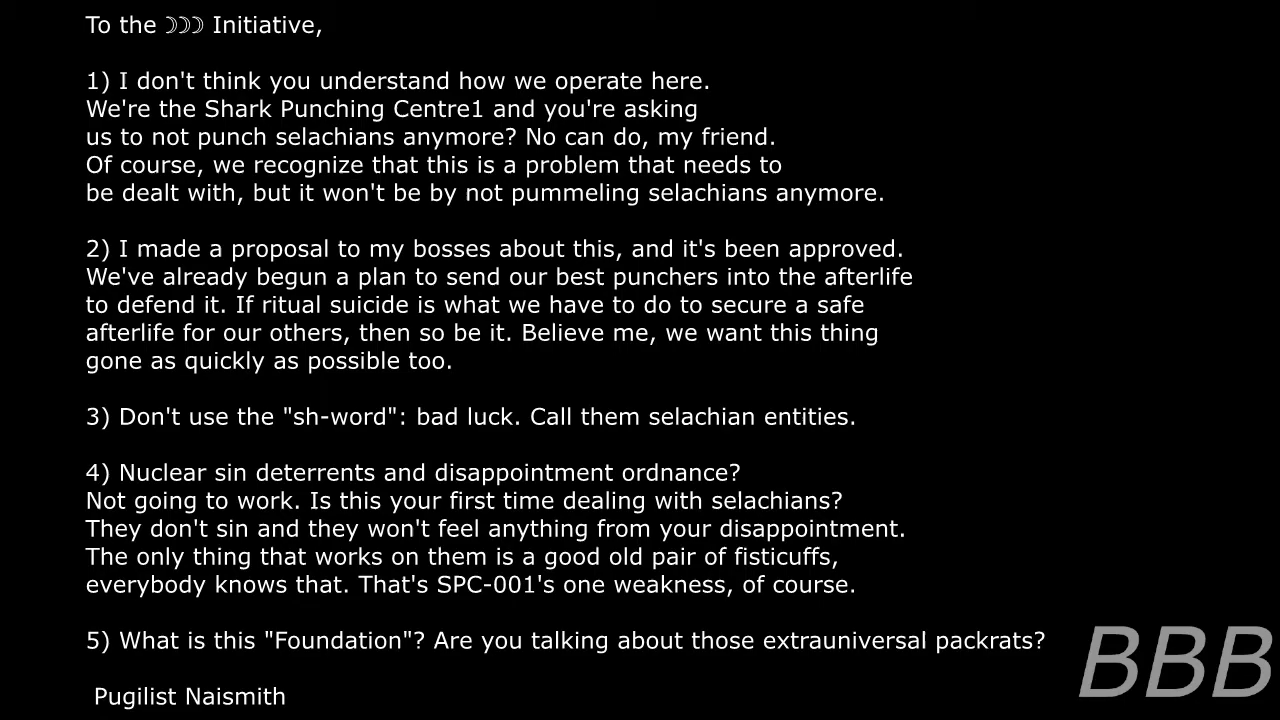 To the ☽☽☽ Initiative,
1) I don't think you understand how we operate here.
We're the Shark Punching Centre1 and you're asking
us to not punch selachians anymore? No can do, my friend.
Of course, we recognize that this is a problem that needs to
be dealt with, but it won't be by not pummeling selachians anymore.
2) I made a proposal to my bosses about this, and it's been approved.
We've already begun a plan to send our best punchers into the afterlife
to defend it. If ritual suicide is what we have to do to secure a safe
afterlife for our others, then so be it. Believe me, we want this thing
gone as quickly as possible too.
3) Don't use the "sh-word": bad luck. Call them selachian entities.
4) Nuclear sin deterrents and disappointment ordnance?
Not going to work. Is this your first time dealing with selachians?
They don't sin and they won't feel anything from your disappointment.
The only thing that works on them is a good old pair of fisticuffs,
everybody knows that. That's SPC-001's one weakness, of course.
5) What is this "Foundation"? Are you talking about those extrauniversal packrats?
Pugilist Naismith
BBB